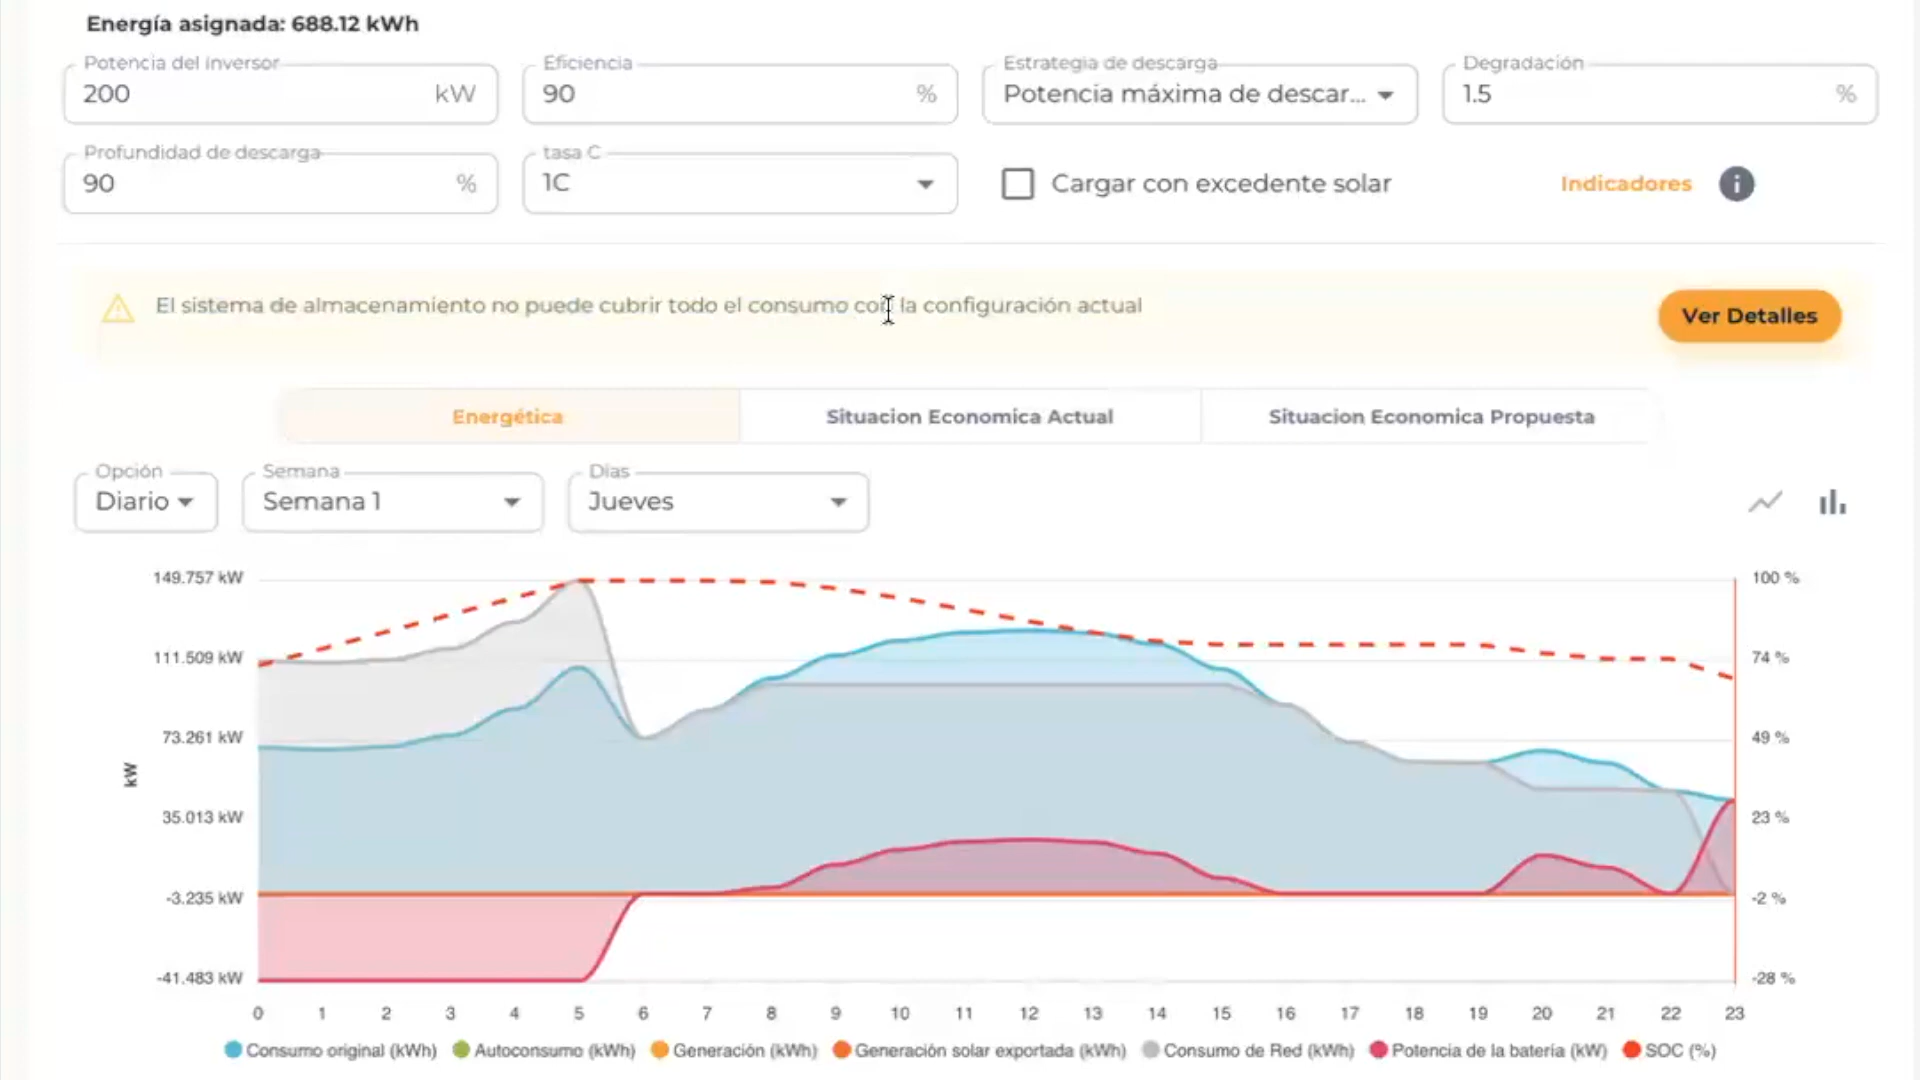 Energía asignada: 688.12 kWh
Potencia del inversor
200 kW
Eficiencia
90 %
Estrategia de descarga
Potencia máxima de descar...
Degradación
1.5 %
Profundidad de descarga
90 %
tasa C
1C
Cargar con excedente solar
Indicadores
El sistema de almacenamiento no puede cubrir todo el consumo con la configuración actual
Ver Detalles
Energética
Situacion Economica Actual
Situacion Economica Propuesta
Opción
Diario
Semana
Semana 1
Días
Jueves
149.757 kW
111.509 kW
73.261 kW
35.013 kW
-3.235 kW
-41.483 kW
kW
100 %
74 %
49 %
23 %
-2 %
-28 %
0 1 2 3 4 5 6 7 8 9 10 11 12 13 14 15 16 17 18 19 20 21 22 23
Consumo original (kWh) Autoconsumo (kWh) Generación (kWh) Generación solar exportada (kWh) Consumo de Red (kWh) Potencia de la batería (kW) SOC (%)